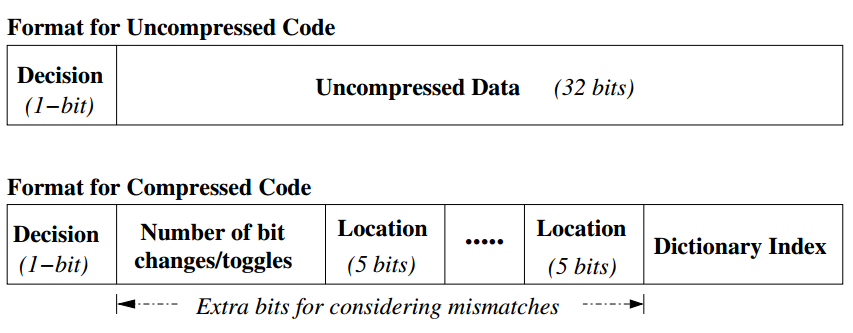 Format for Uncompressed Code
Decision
(1−bit)
Uncompressed Data (32 bits)
Format for Compressed Code
Decision
(1−bit)
Number of bit
changes/toggles
Location
(5 bits)
.....
Location
(5 bits)
Dictionary Index
Extra bits for considering mismatches